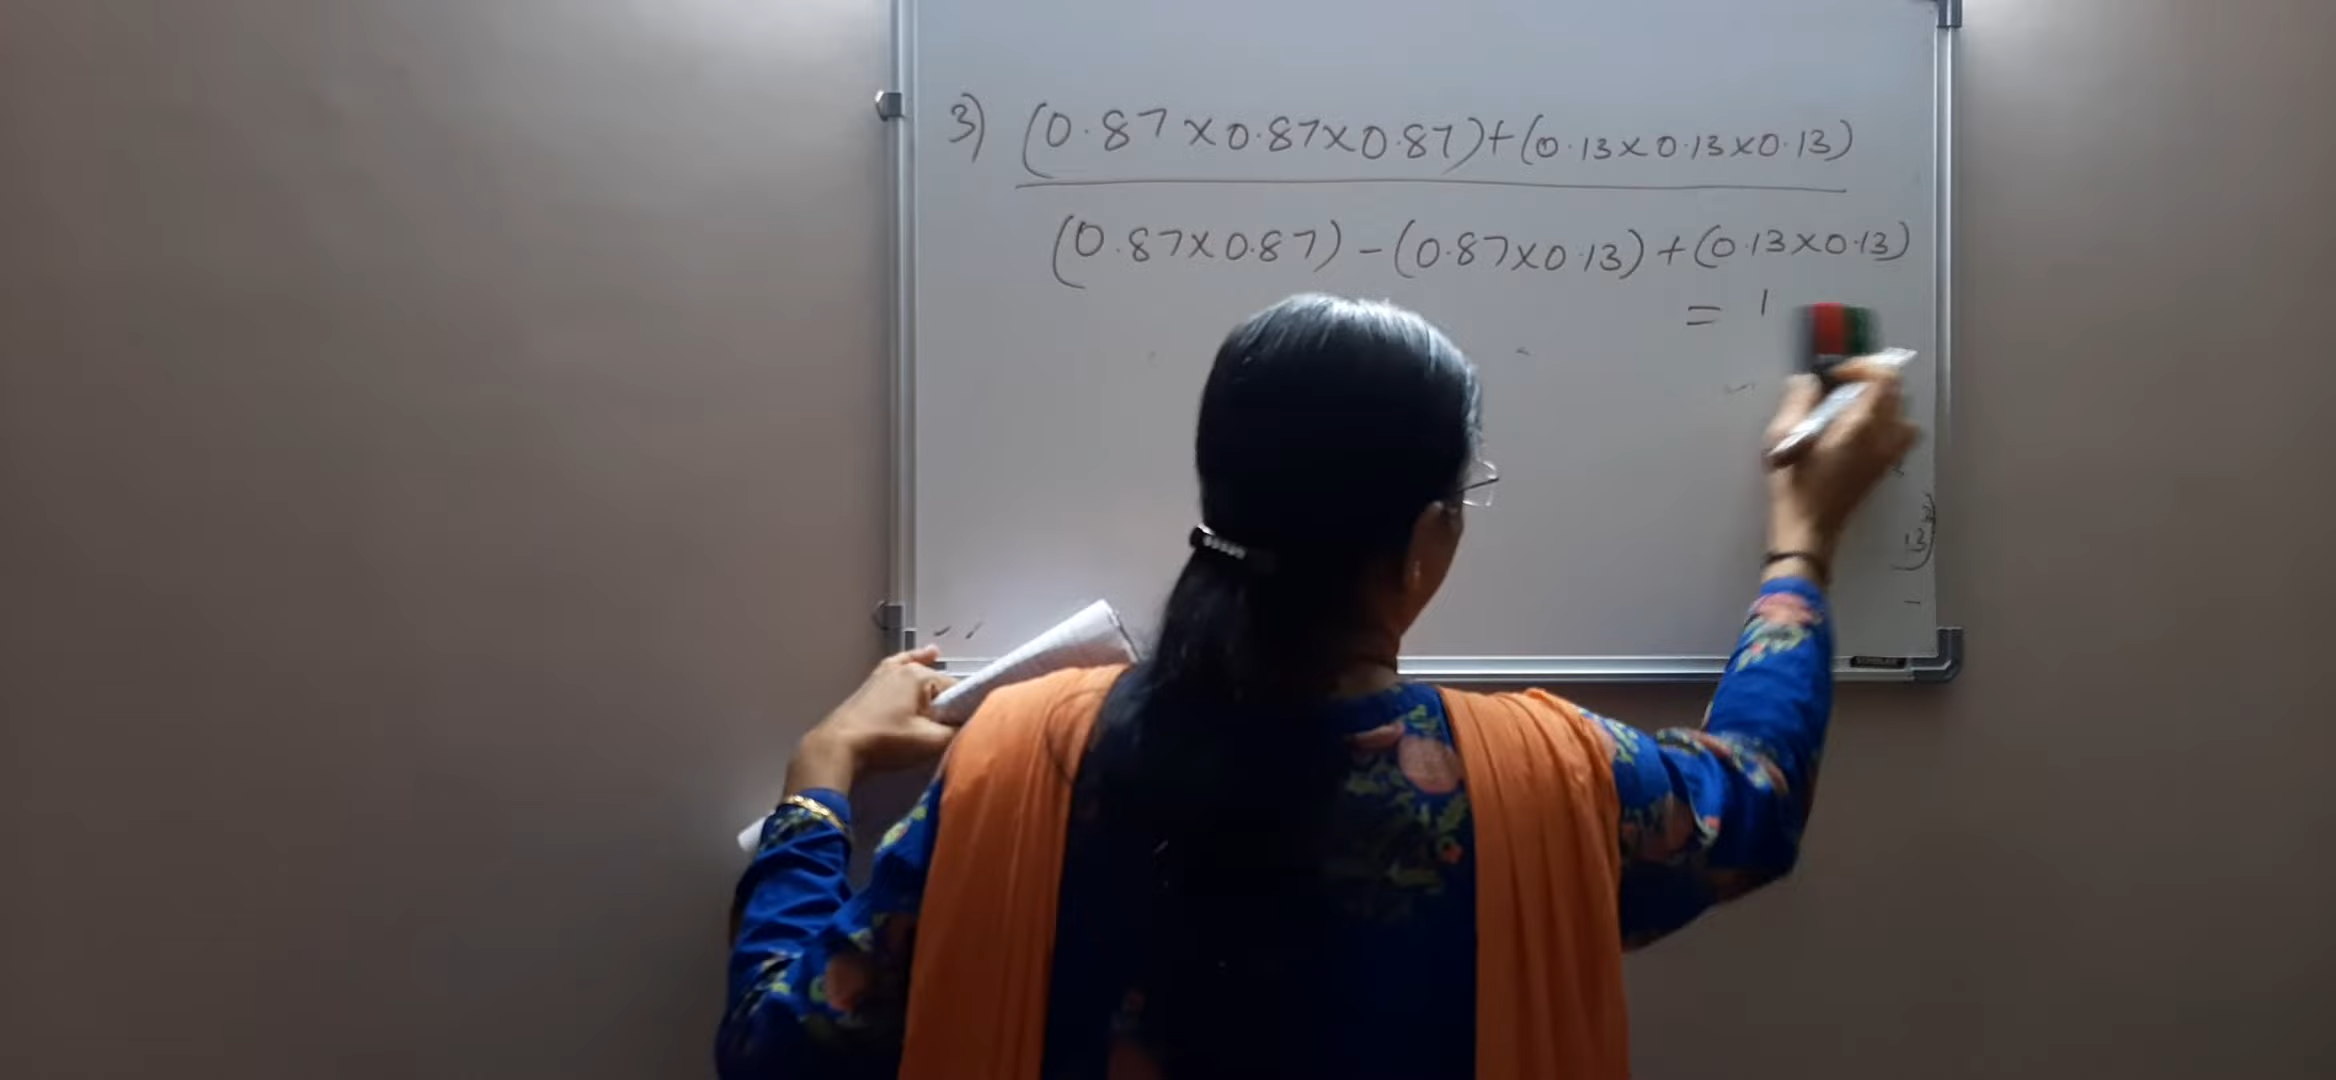 3) (0.87 × 0.87 × 0.87) + (0.13 × 0.13 × 0.13)
(0.87 × 0.87) - (0.87 × 0.13) + (0.13 × 0.13)
= 1
13)